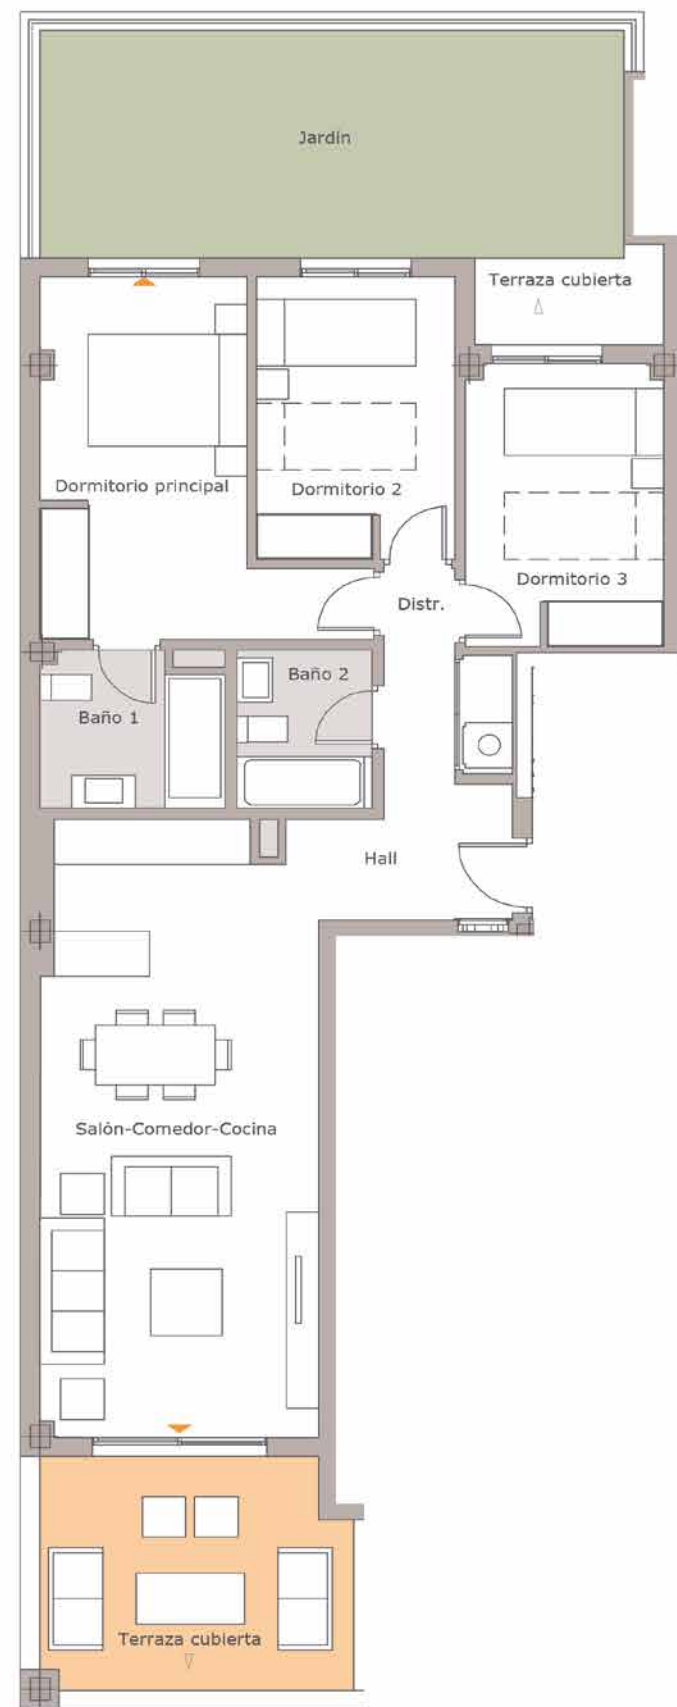 Jardín
Terraza cubierta
Dormitorio principal
Dormitorio 2
Dormitorio 3
Distr.
Baño 1
Baño 2
Hall
Salón-Comedor-Cocina
Terraza cubierta